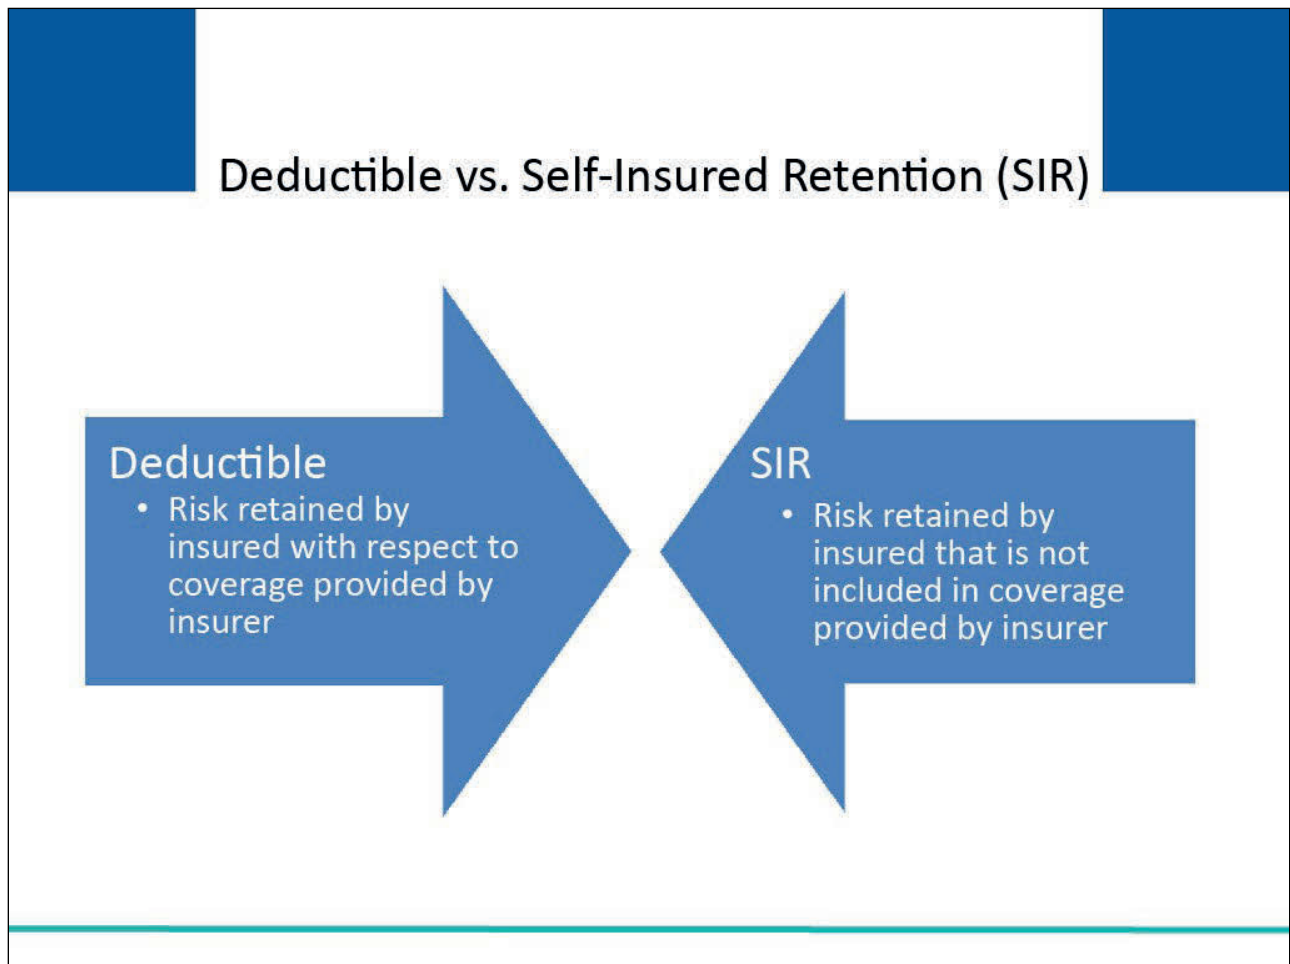 Deductible vs. Self-Insured Retention (SIR)
Deductible
• Risk retained by
insured with respect to
coverage provided by
insurer
SIR
• Risk retained by
insured that is not
included in coverage
provided by insurer